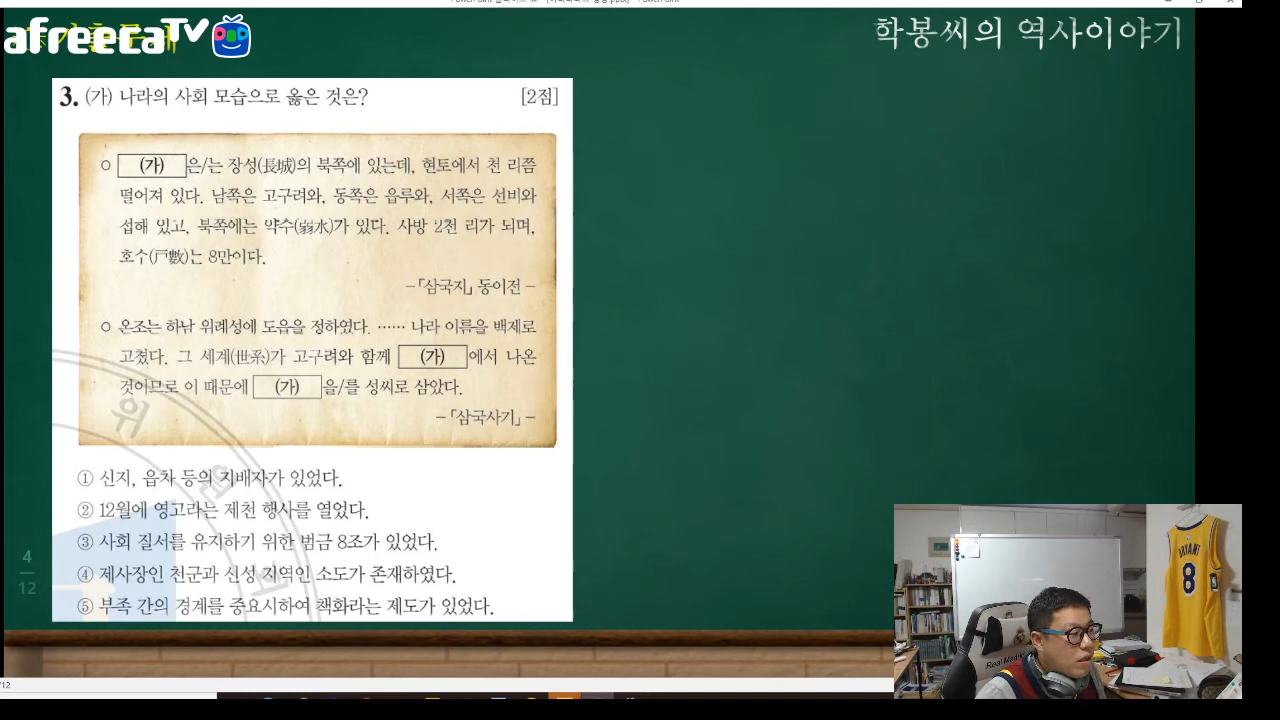 afreecaTV
학봉씨의 역사이야기
3. (가) 나라의 사회 모습으로 옳은 것은? [2점]
○ (가) 은/는 장성(長城)의 북쪽에 있는데, 현토에서 천 리쯤
떨어져 있다. 남쪽은 고구려와, 동쪽은 읍루와, 서쪽은 선비와
접해 있고, 북쪽에는 약수(弱水)가 있다. 사방 2천 리가 되며,
호수(戶數)는 8만이다.
-「삼국지」 동이전 -
○ 온조는 하남 위례성에 도읍을 정하였다. …… 나라 이름을 백제로
고쳤다. 그 세계(世系)가 고구려와 함께 (가) 에서 나온
것이므로 이 때문에 (가) 을/를 성씨로 삼았다.
-「삼국사기」-
위
원
① 신지, 읍차 등의 지배자가 있었다.
② 12월에 영고라는 제천 행사를 열었다.
③ 사회 질서를 유지하기 위한 범금 8조가 있었다.
④ 제사장인 천군과 신성 지역인 소도가 존재하였다.
⑤ 부족 간의 경계를 중요시하여 책화라는 제도가 있었다.
4
12
BRYANT
8
Real Madrid
/12